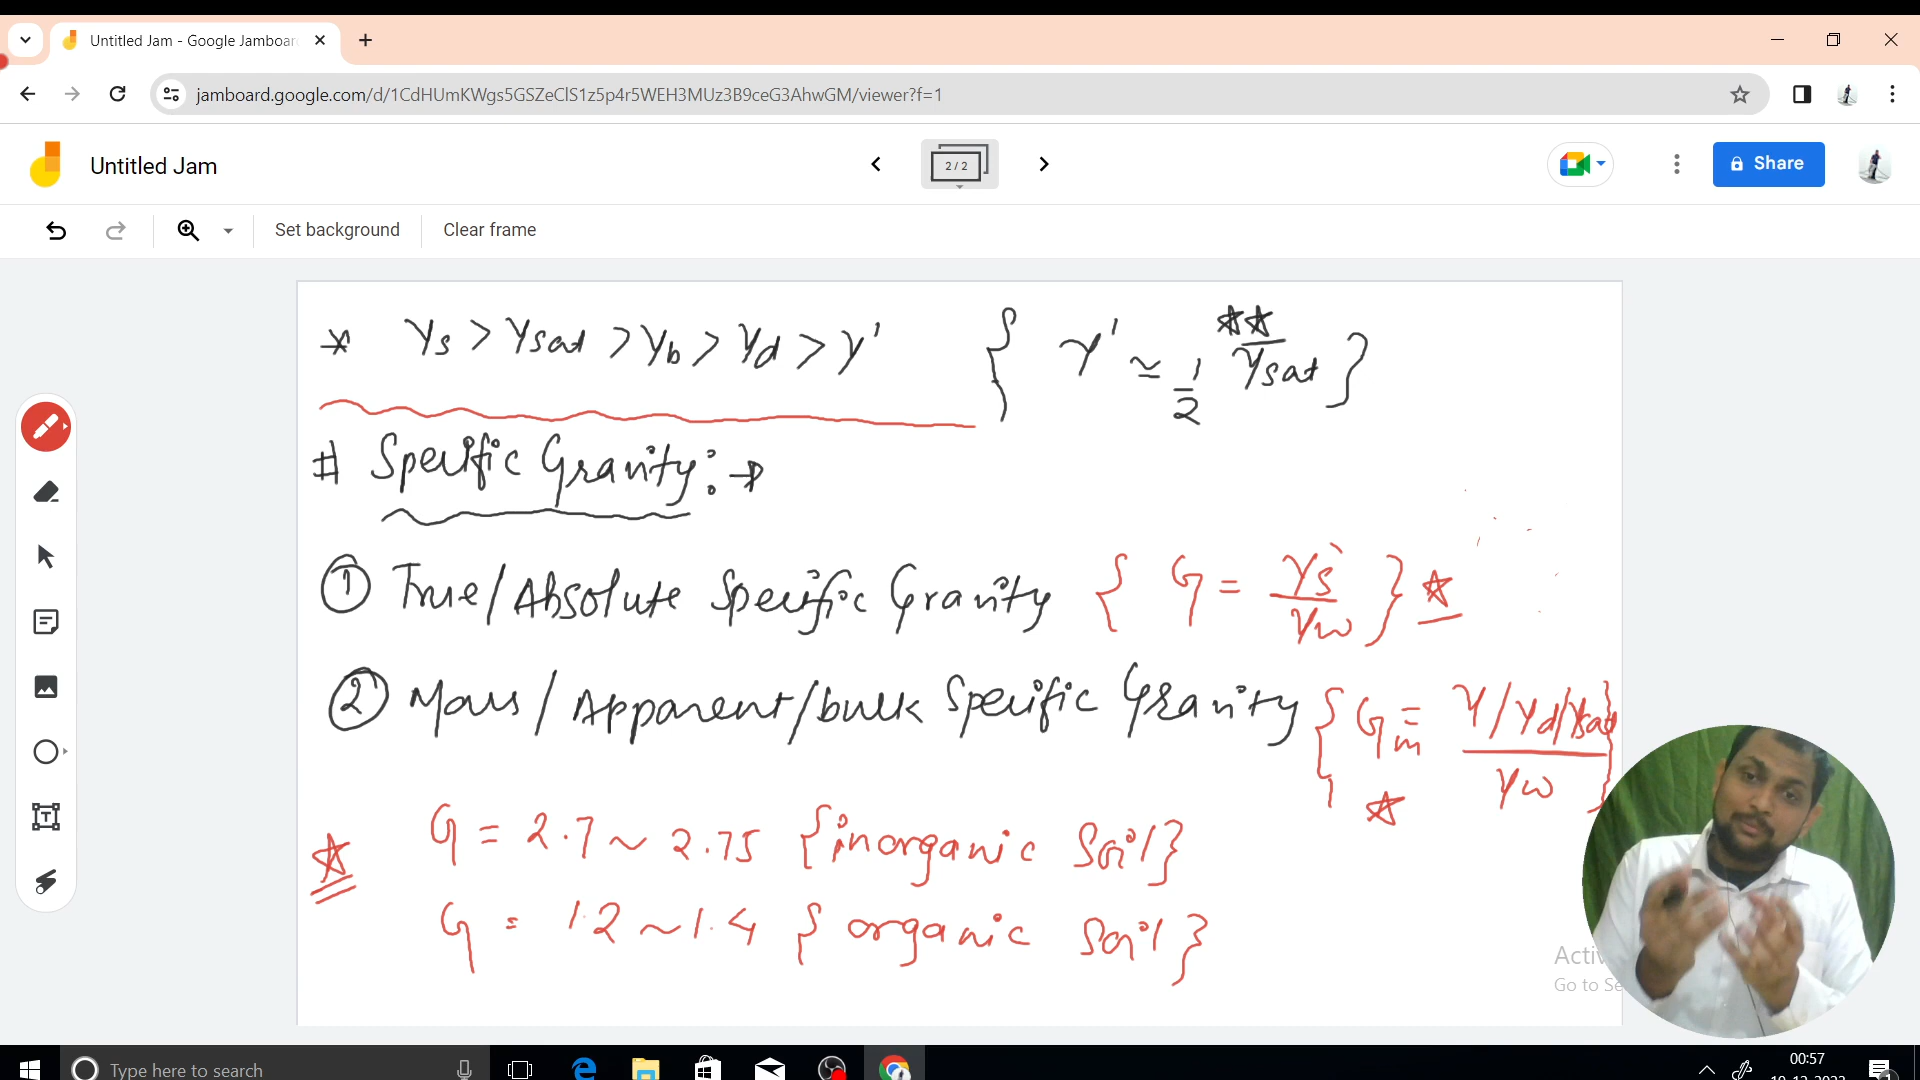 Untitled Jam - Google Jamboar
jamboard.google.com/d/1CdHUmKWgs5GSZeClS1z5p4r5WEH3MUz3B9ceG3AhwGM/viewer?f=1
Untitled Jam
2 / 2
Share
Set background
Clear frame
* γs > γsat > γb > γd > γ' { γ' ≃ 1/2 γsat }
# Specific Gravity :→
① True/Absolute Specific Gravity { G = γs/γw }
② Mass/Apparent/bulk Specific Gravity { Gm = γ/γd/γsat / γw }
G = 2.7 ~ 2.75 {inorganic Soil}
G = 1.2 ~ 1.4 { organic Soil }
Go to
Type here to search
00:57